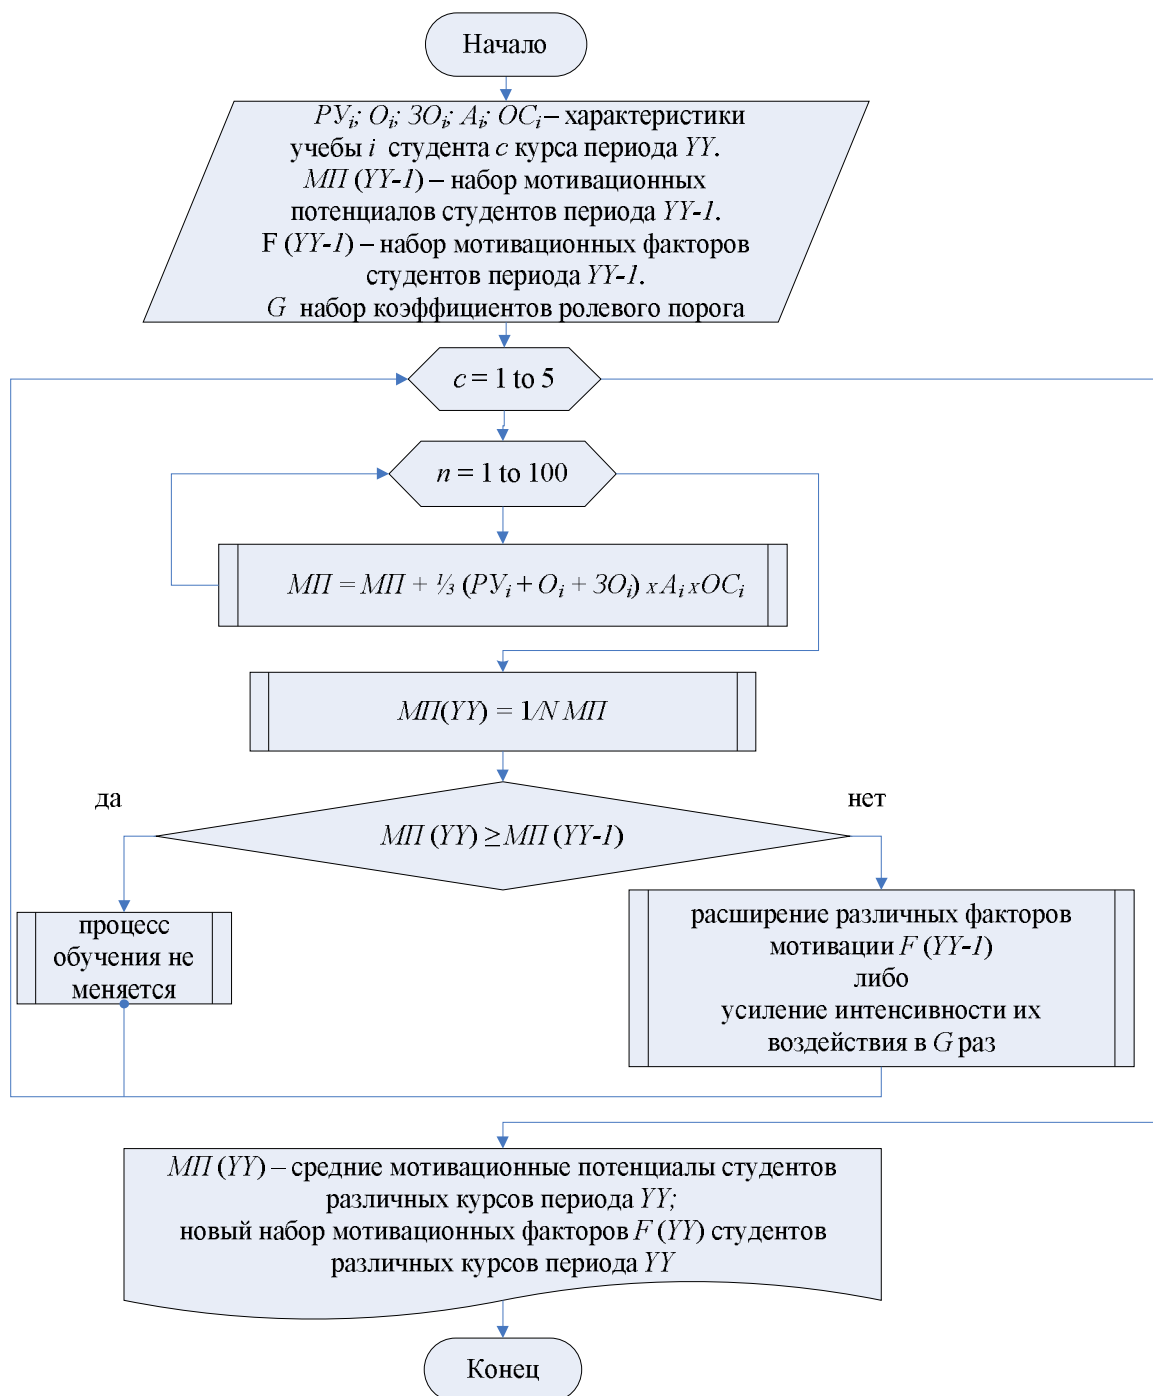 Начало
РУi; Оi; ЗОi; Аi; ОСi – характеристики
учебы i студента с курса периода YY.
МП (YY-1) – набор мотивационных
потенциалов студентов периода YY-1.
F (YY-1) – набор мотивационных факторов
студентов периода YY-1.
G набор коэффициентов ролевого порога
c = 1 to 5
n = 1 to 100
МП = МП + ⅓ (РУi + Оi + ЗОi) x Аi x ОСi
МП(YY) = 1/N МП
да
нет
МП (YY) ≥ МП (YY-1)
процесс
обучения не
меняется
расширение различных факторов
мотивации F (YY-1)
либо
усиление интенсивности их
воздействия в G раз
МП (YY) – средние мотивационные потенциалы студентов
различных курсов периода YY;
новый набор мотивационных факторов F (YY) студентов
различных курсов периода YY
Конец